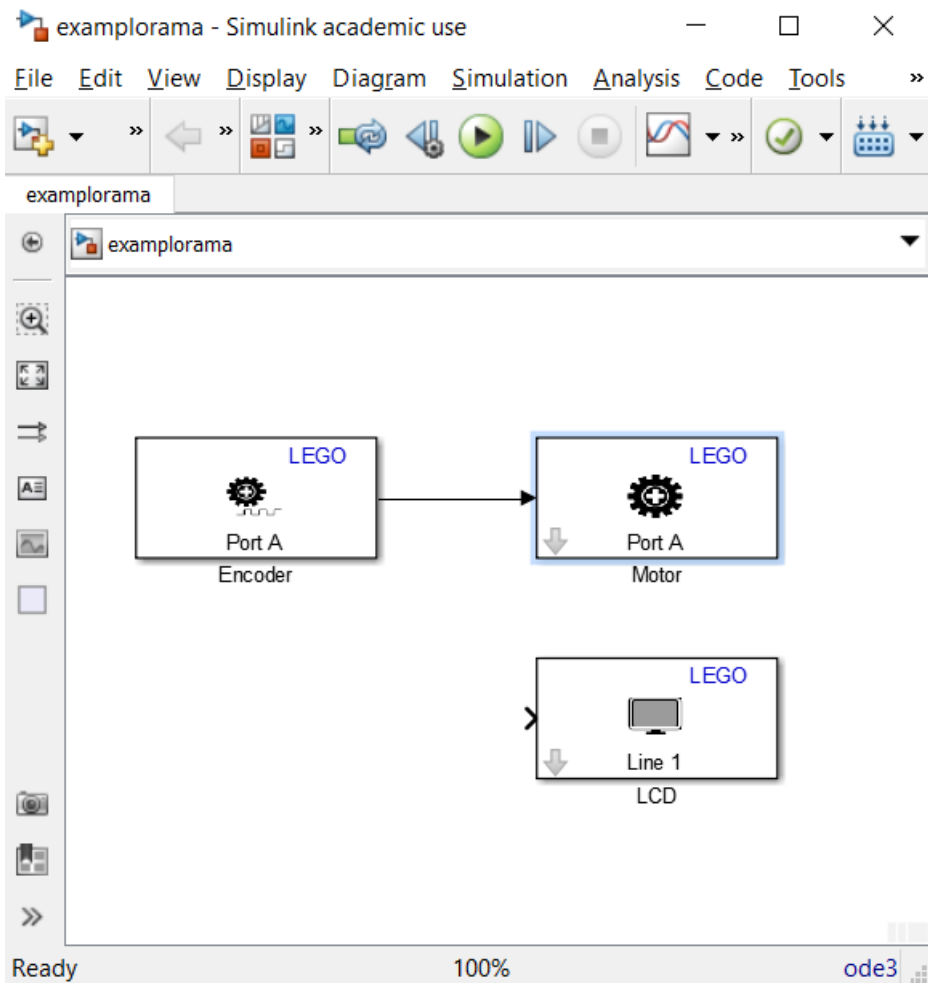 examplorama - Simulink academic use
File Edit View Display Diagram Simulation Analysis Code Tools »
examplorama
examplorama
LEGO
Port A
Encoder
LEGO
Port A
Motor
LEGO
Line 1
LCD
Ready 100% ode3